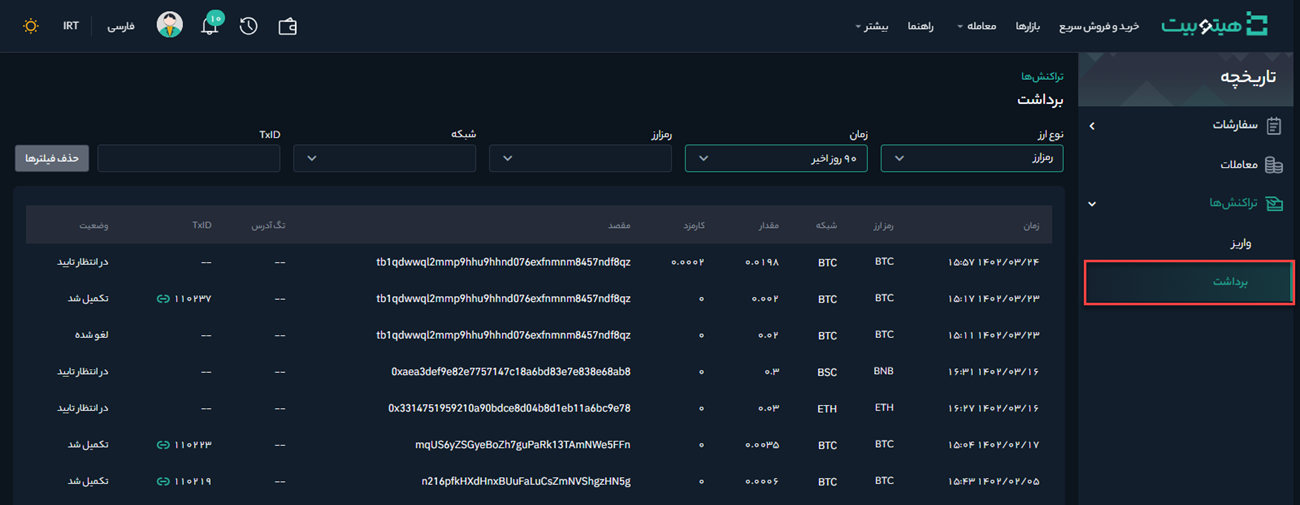 هیتوبیت خرید و فروش سریع بازارها معامله راهنما بیشتر ۱۰ فارسی IRT
تاریخچه
سفارشات
معاملات
تراکنش‌ها
واریز
برداشت
تراکنش‌ها
برداشت
نوع ارز زمان رمزارز شبکه TxID
رمزارز ۹۰ روز اخیر حذف فیلترها
زمان رمز ارز شبکه مقدار کارمزد مقصد تگ آدرس TxID وضعیت
۱۴۰۲/۰۳/۲۴ ۱۵:۵۷ BTC BTC ۰.۰۱۹۸ ۰.۰۰۰۲ tb1qdwwql2mmp9hhu9hhnd076exfnmnm8457ndf8qz -- -- در انتظار تایید
۱۴۰۲/۰۳/۲۳ ۱۵:۱۷ BTC BTC ۰.۰۰۲ ۰ tb1qdwwql2mmp9hhu9hhnd076exfnmnm8457ndf8qz -- ۱۱۰۲۳۷ تکمیل شد
۱۴۰۲/۰۳/۲۳ ۱۵:۱۱ BTC BTC ۰.۰۲ ۰ tb1qdwwql2mmp9hhu9hhnd076exfnmnm8457ndf8qz -- -- لغو شده
۱۴۰۲/۰۳/۱۶ ۱۶:۳۱ BNB BSC ۰.۳ ۰ 0xaea3def9e82e7757147c18a6bd83e7e838e68ab8 -- -- در انتظار تایید
۱۴۰۲/۰۳/۱۶ ۱۶:۲۷ ETH ETH ۰.۰۳ ۰ 0x3314751959210a90bdce8d04b8d1eb11a6bc9e78 -- -- در انتظار تایید
۱۴۰۲/۰۲/۱۷ ۱۵:۰۴ BTC BTC ۰.۰۰۳۵ ۰ mqUS6yZSGyeBoZh7guPaRk13TAmNWe5FFn -- ۱۱۰۲۲۳ تکمیل شد
۱۴۰۲/۰۲/۰۵ ۱۵:۴۳ BTC BTC ۰.۰۰۰۶ ۰ n216pfkHXdHnxBUuFaLuCsZmNVShgzHN5g -- ۱۱۰۲۱۹ تکمیل شد